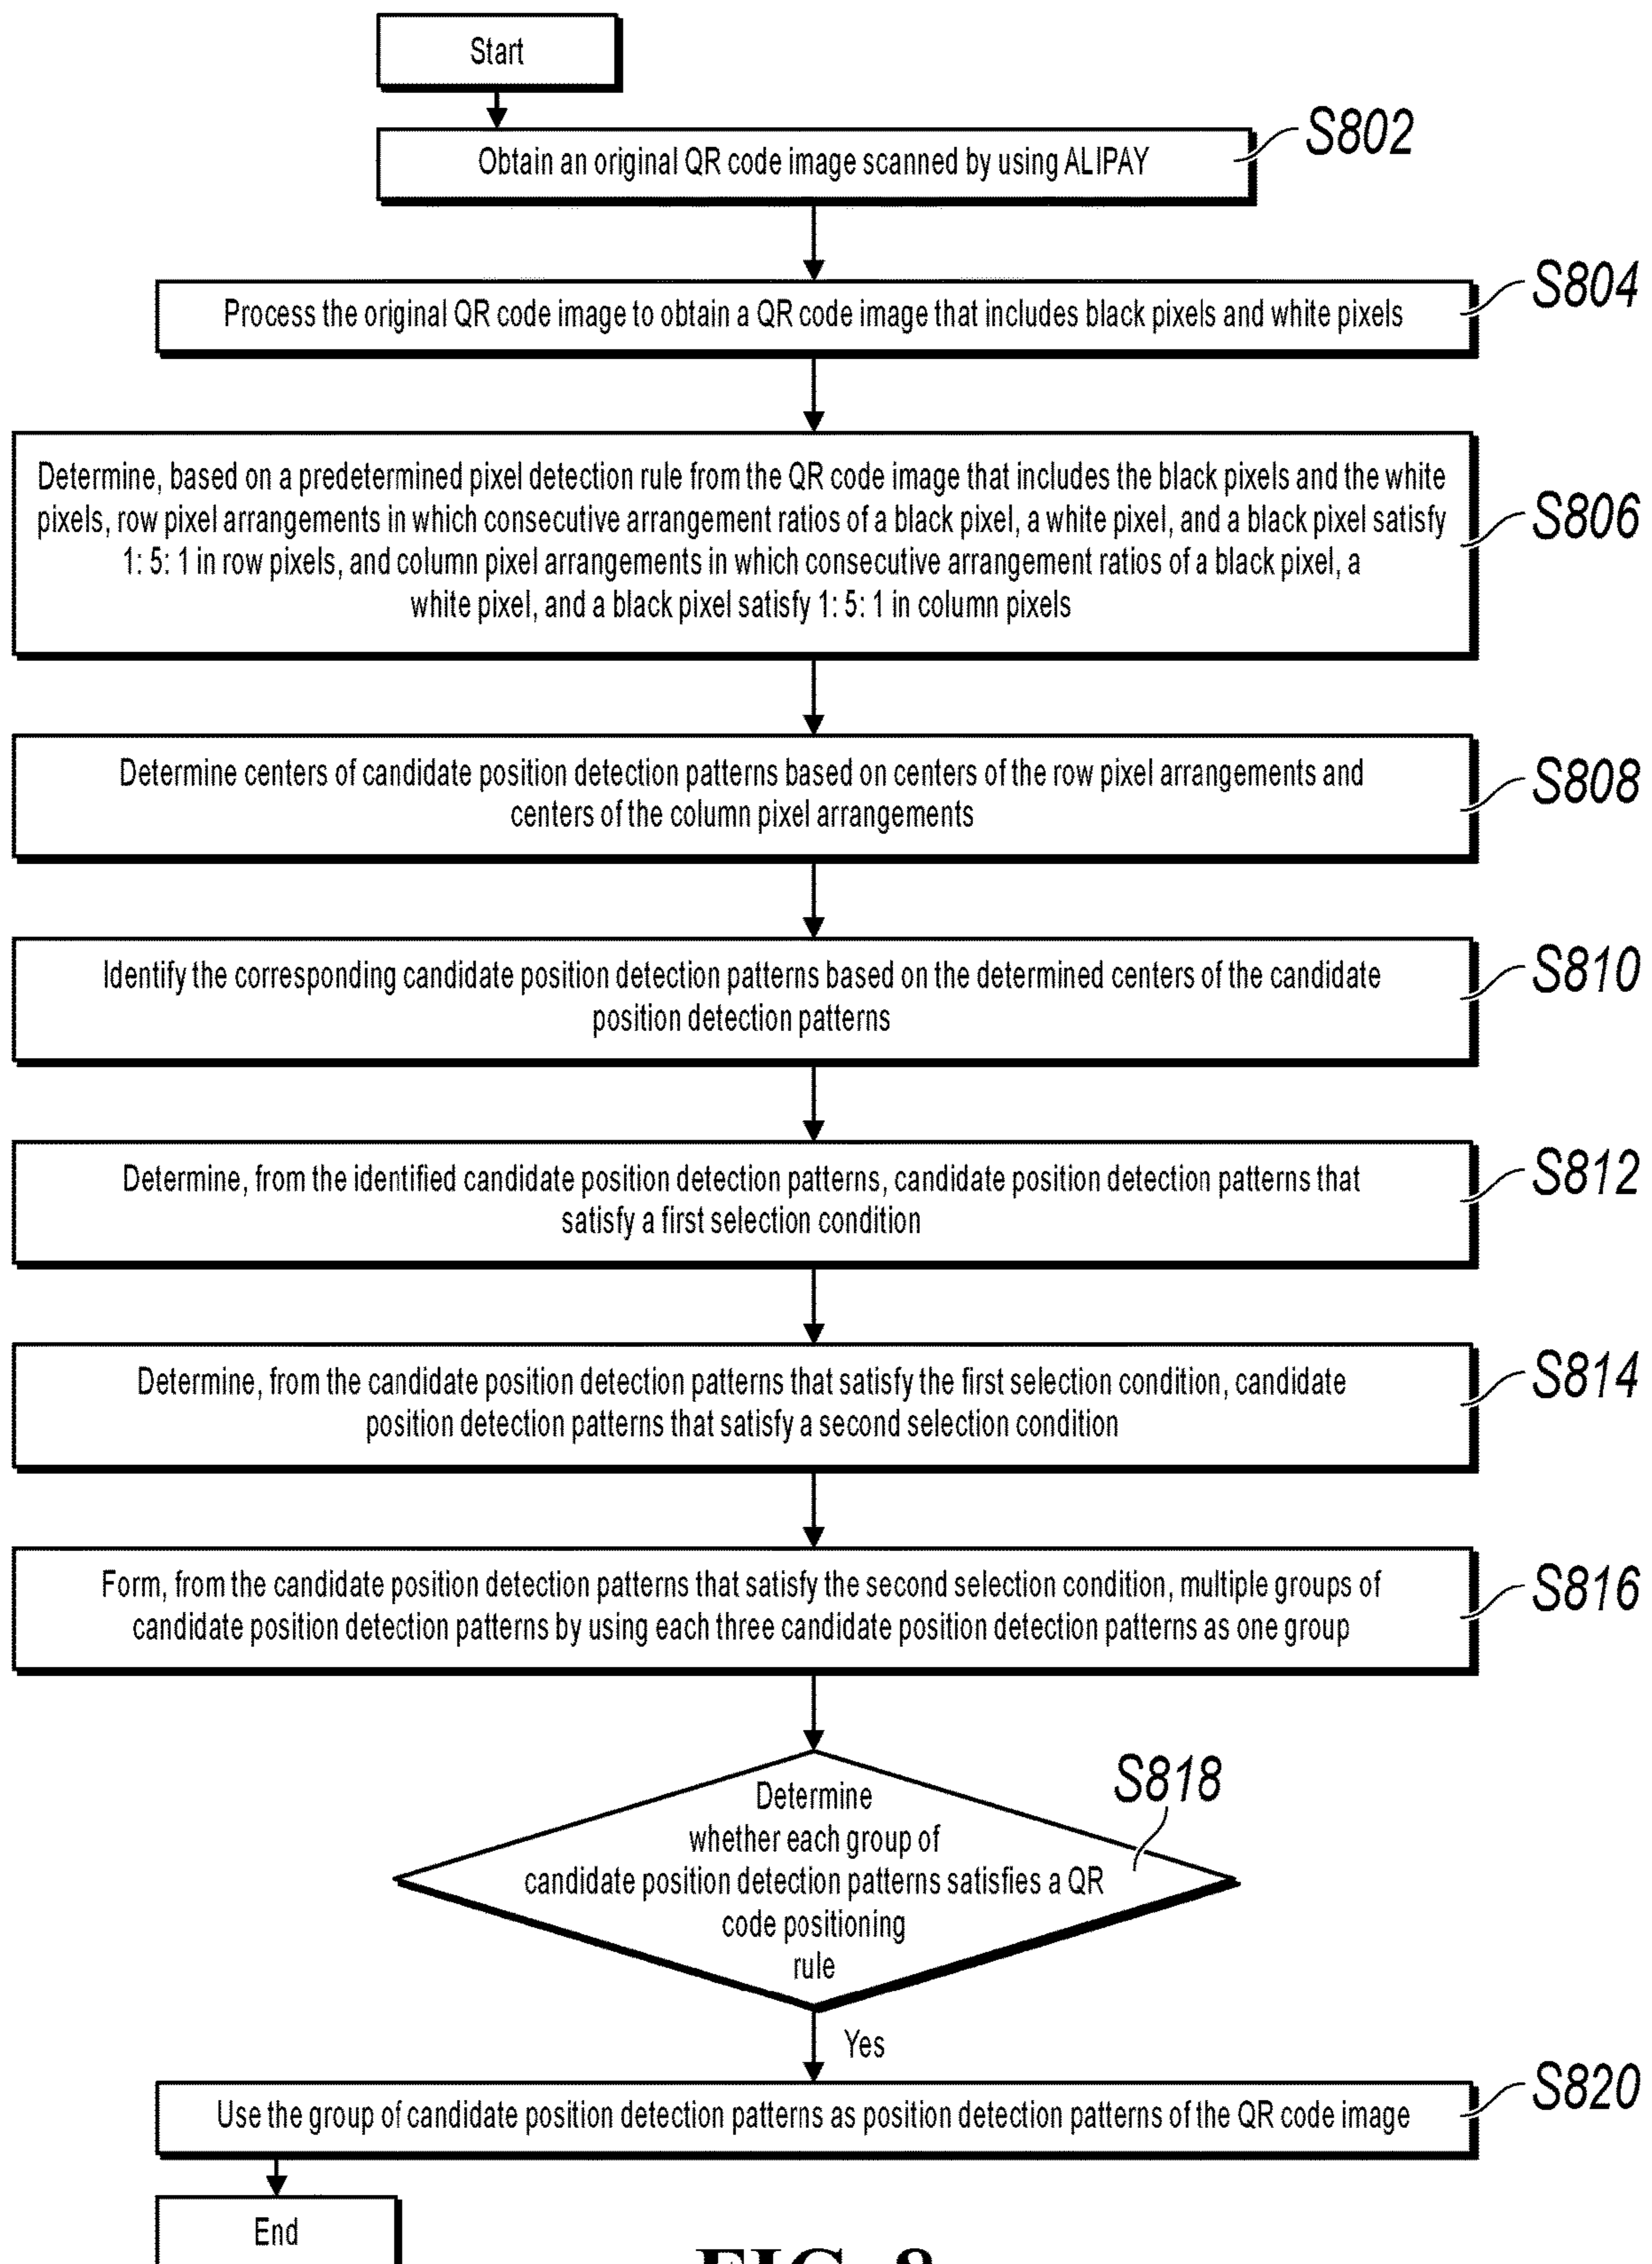 Start
S802
Obtain an original QR code image scanned by using ALIPAY
S804
Process the original QR code image to obtain a QR code image that includes black pixels and white pixels
Determine, based on a predetermined pixel detection rule from the QR code image that includes the black pixels and the white
pixels, row pixel arrangements in which consecutive arrangement ratios of a black pixel, a white pixel, and a black pixel satisfy
S806
1: 5: 1 in row pixels, and column pixel arrangements in which consecutive arrangement ratios of a black pixel, a
white pixel, and a black pixel satisfy 1: 5: 1 in column pixels
Determine centers of candidate position detection patterns based on centers of the row pixel arrangements and
S808
centers of the column pixel arrangements
Identify the corresponding candidate position detection patterns based on the determined centers of the candidate
S810
position detection patterns
Determine, from the identified candidate position detection patterns, candidate position detection patterns that
S812
satisfy a first selection condition
Determine, from the candidate position detection patterns that satisfy the first selection condition, candidate
S814
position detection patterns that satisfy a second selection condition
Form, from the candidate position detection patterns that satisfy the second selection condition, multiple groups of
S816
candidate position detection patterns by using each three candidate position detection patterns as one group
S818
Determine
whether each group of
candidate position detection patterns satisfies a QR
code positioning
rule
Yes
S820
Use the group of candidate position detection patterns as position detection patterns of the QR code image
End
FIG. 8